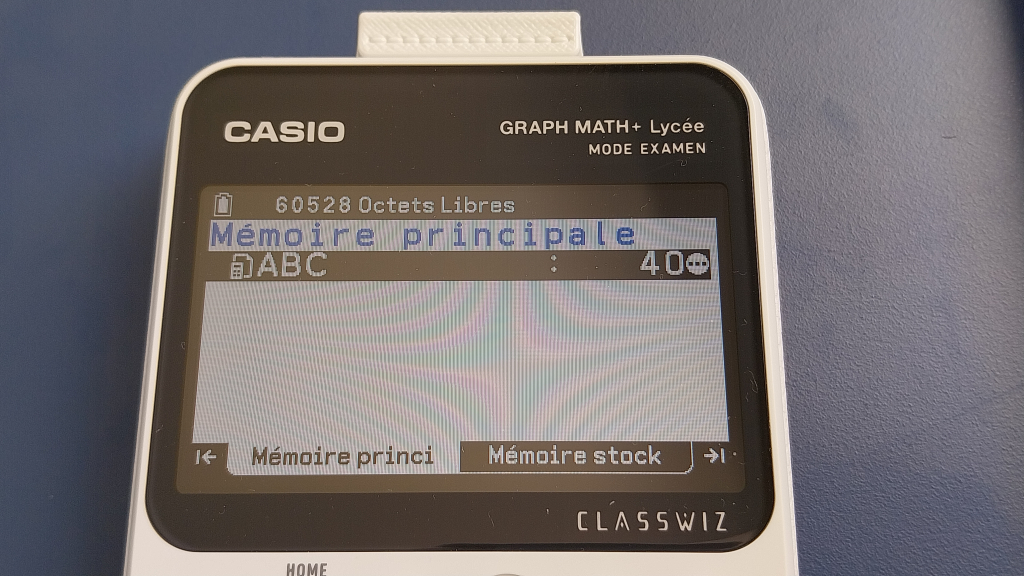 CASIO
GRAPH MATH+ Lycée
MODE EXAMEN
60528 Octets Libres
Mémoire principale
ABC : 40
Mémoire princi
Mémoire stock
CLASSWIZ
HOME